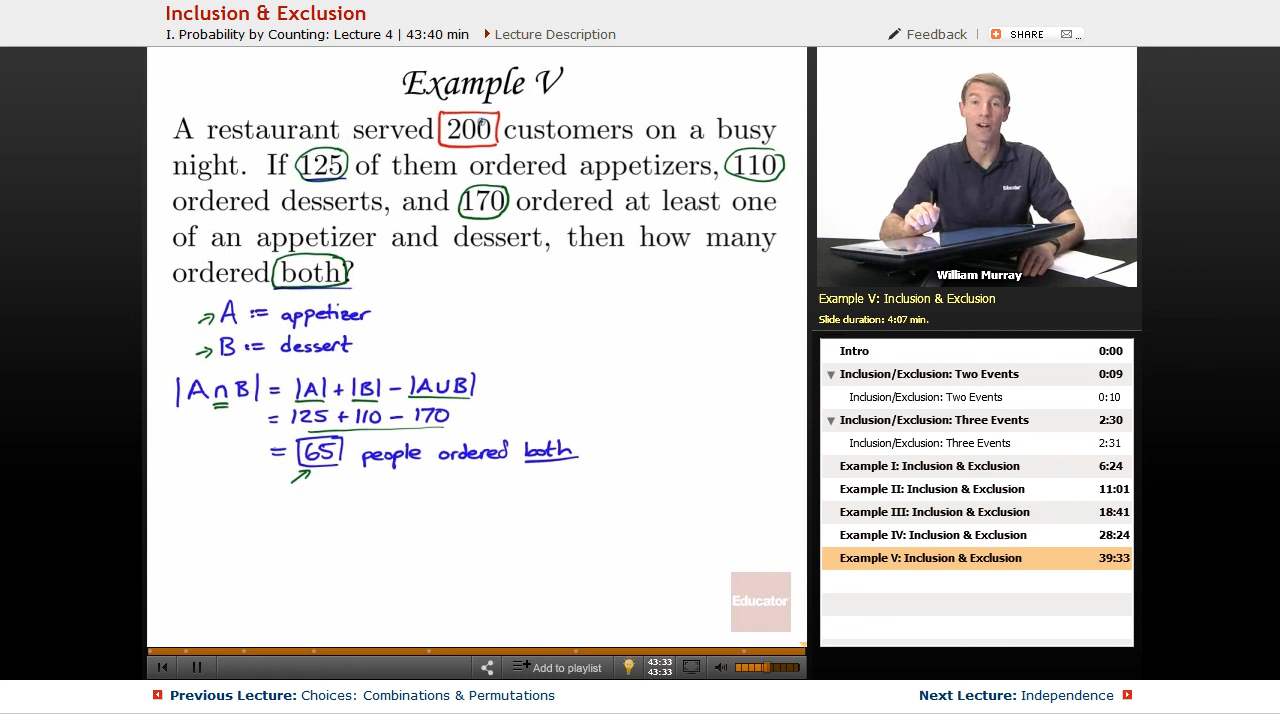 Inclusion & Exclusion
I. Probability by Counting: Lecture 4 | 43:40 min
Lecture Description
Feedback
SHARE
Example V
A restaurant served 200 customers on a busy
night. If 125 of them ordered appetizers, 110
ordered desserts, and 170 ordered at least one
of an appetizer and dessert, then how many
ordered both?
A := appetizer
B := dessert
|A∩B| = |A| + |B| − |A∪B|
= 125 + 110 − 170
= 65 people ordered both
Educator
Educator
William Murray
Example V: Inclusion & Exclusion
Slide duration: 4:07 min.
Intro 0:00
Inclusion/Exclusion: Two Events 0:09
Inclusion/Exclusion: Two Events 0:10
Inclusion/Exclusion: Three Events 2:30
Inclusion/Exclusion: Three Events 2:31
Example I: Inclusion & Exclusion 6:24
Example II: Inclusion & Exclusion 11:01
Example III: Inclusion & Exclusion 18:41
Example IV: Inclusion & Exclusion 28:24
Example V: Inclusion & Exclusion 39:33
Add to playlist
43:33
43:33
Previous Lecture: Choices: Combinations & Permutations
Next Lecture: Independence